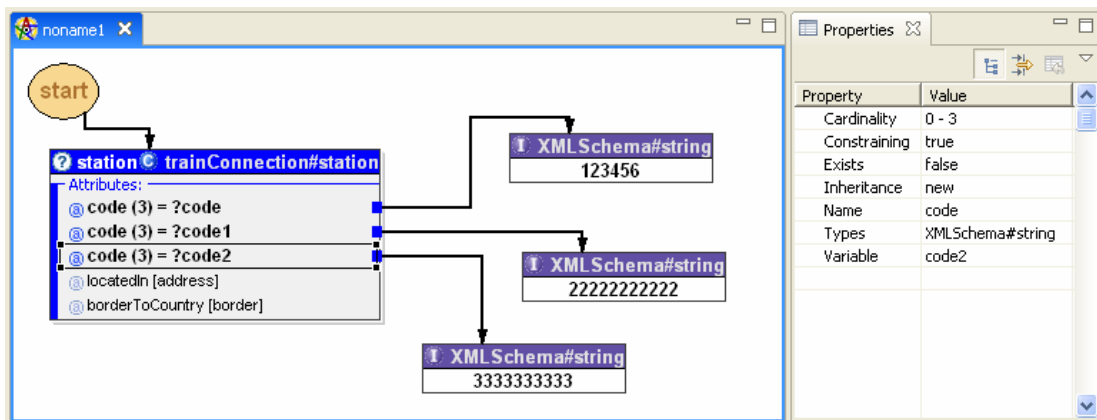 noname1
start
station trainConnection#station
Attributes:
code (3) = ?code
code (3) = ?code1
code (3) = ?code2
locatedIn [address]
borderToCountry [border]
XMLSchema#string
123456
XMLSchema#string
22222222222
XMLSchema#string
3333333333
Properties
Property Value
Cardinality 0 - 3
Constraining true
Exists false
Inheritance new
Name code
Types XMLSchema#string
Variable code2